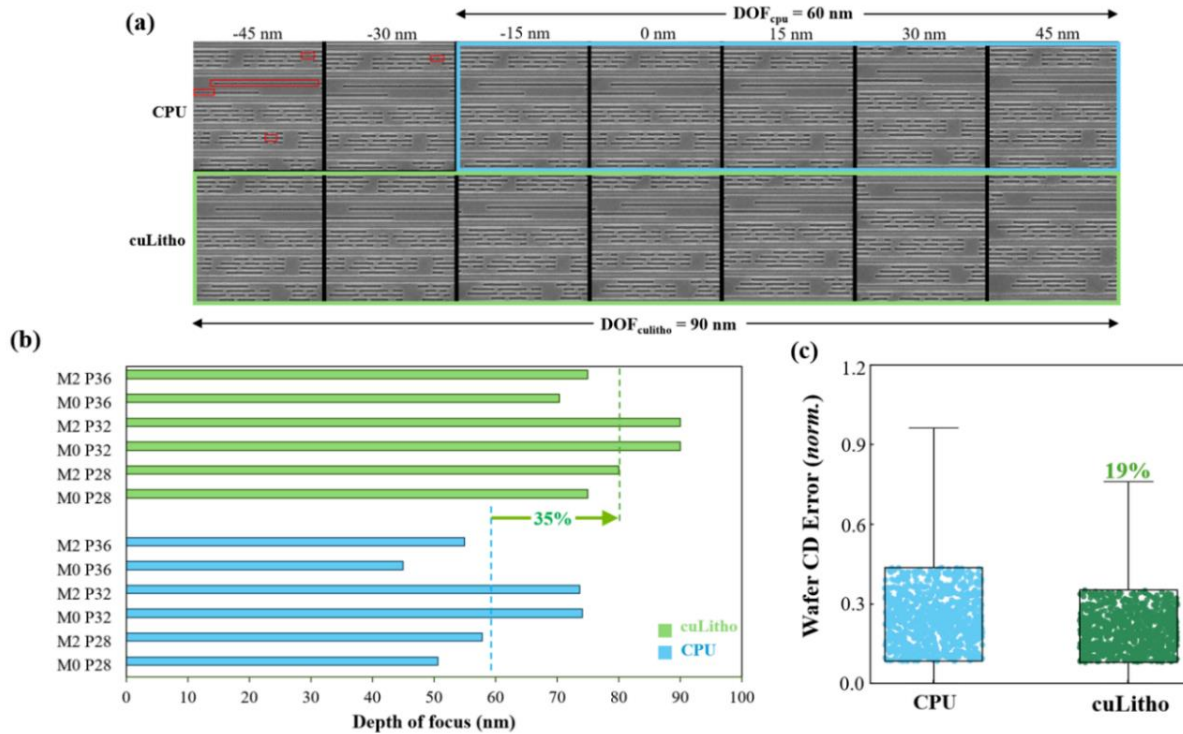 (a)
DOFcpu = 60 nm
-45 nm -30 nm -15 nm 0 nm 15 nm 30 nm 45 nm
CPU
cuLitho
DOFculitho = 90 nm
(b)
M2 P36
M0 P36
M2 P32
M0 P32
M2 P28
M0 P28
35%
M2 P36
M0 P36
M2 P32
M0 P32
M2 P28
M0 P28
cuLitho
CPU
0 10 20 30 40 50 60 70 80 90 100
Depth of focus (nm)
(c)
Wafer CD Error (norm.)
1.2
0.9
0.6
0.3
0.0
19%
CPU cuLitho